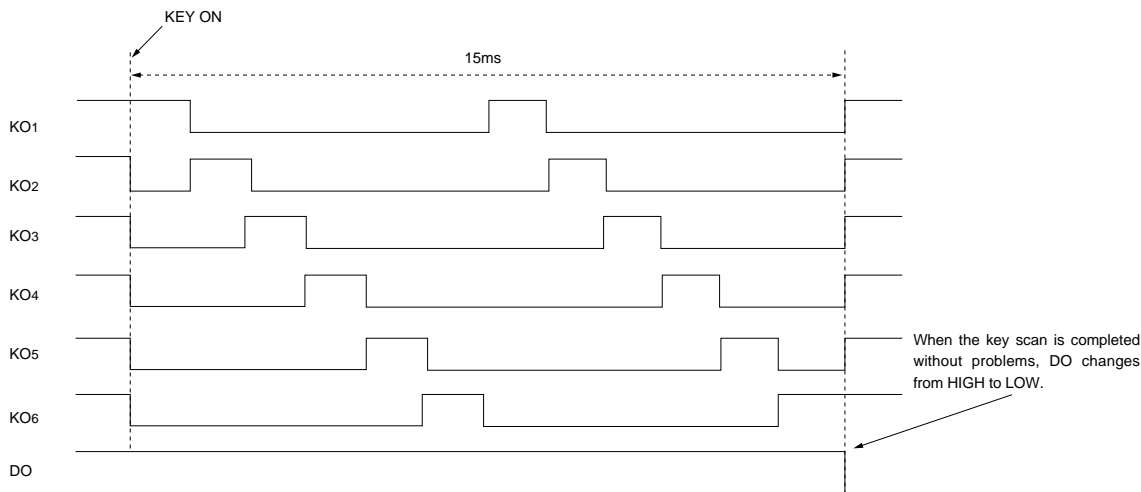 KEY ON
15ms
KO1
KO2
KO3
KO4
KO5
KO6
DO
When the key scan is completed
without problems, DO changes
from HIGH to LOW.